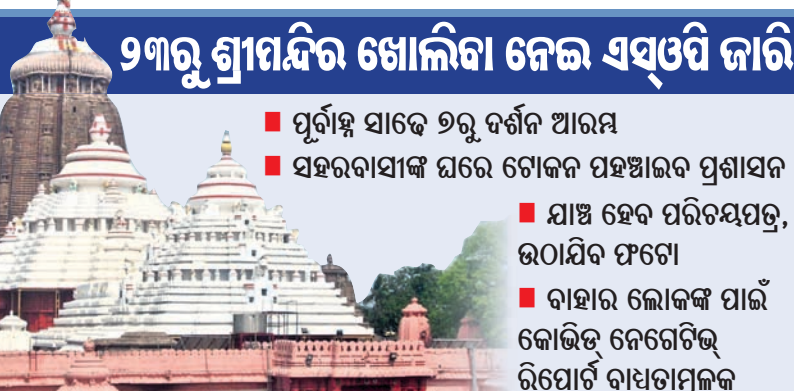 ୨୩ରୁ ଶ୍ରୀମନ୍ଦିର ଖୋଲିବା ନେଇ ଏସ୍ଓପି ଜାରି
■ ପୂର୍ବାହ୍ନ ସାଢେ ୭ରୁ ଦର୍ଶନ ଆରମ୍ଭ
■ ସହରବାସୀଙ୍କ ଘରେ ଟୋକନ ପହଞ୍ଚାଇବ ପ୍ରଶାସନ
■ ଯାଞ୍ଚ ହେବ ପରିଚୟପତ୍ର,
ଉଠାଯିବ ଫଟୋ
■ ବାହାର ଲୋକଙ୍କ ପାଇଁ
କୋଭିଡ୍ ନେଗେଟିଭ୍
ରିପୋର୍ଟ ବାଧ୍ୟତାମୂଳକ